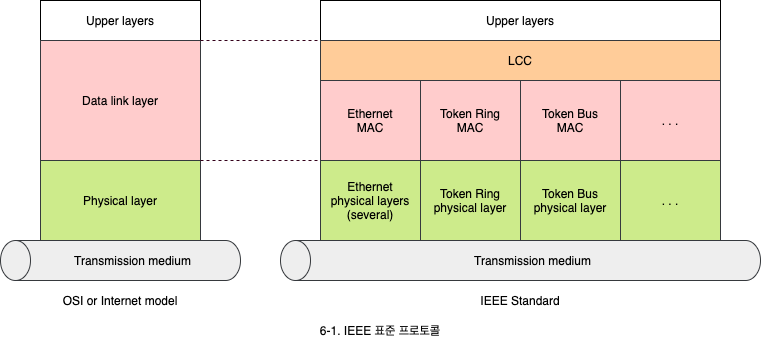 Upper layers
Upper layers
LCC
Data link layer
Ethernet
MAC
Token Ring
MAC
Token Bus
MAC
. . .
Physical layer
Ethernet
physical layers
(several)
Token Ring
physical layer
Token Bus
physical layer
. . .
Transmission medium
Transmission medium
OSI or Internet model
IEEE Standard
6-1. IEEE 표준 프로토콜